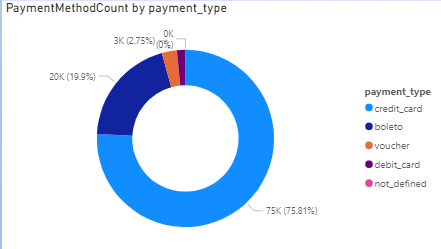 PaymentMethodCount by payment_type
0K
(0%)
3K (2.75%)
20K (19.9%)
75K (75.81%)
payment_type
credit_card
boleto
voucher
debit_card
not_defined